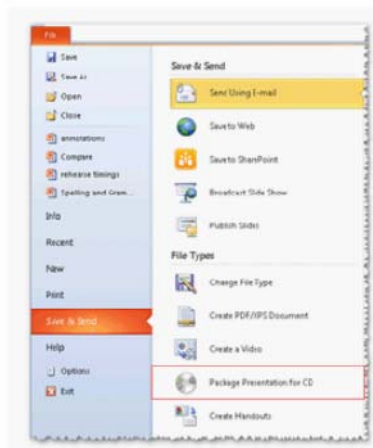 File
Save
Save As
Open
Close
annotations
Compare
rehearse timings
Spelling and Gram...
Info
Recent
New
Print
Save & Send
Help
Options
Exit
Save & Send
Send Using E-mail
Save to Web
Save to SharePoint
Broadcast Slide Show
Publish Slides
File Types
Change File Type
Create PDF/XPS Document
Create a Video
Package Presentation for CD
Create Handouts